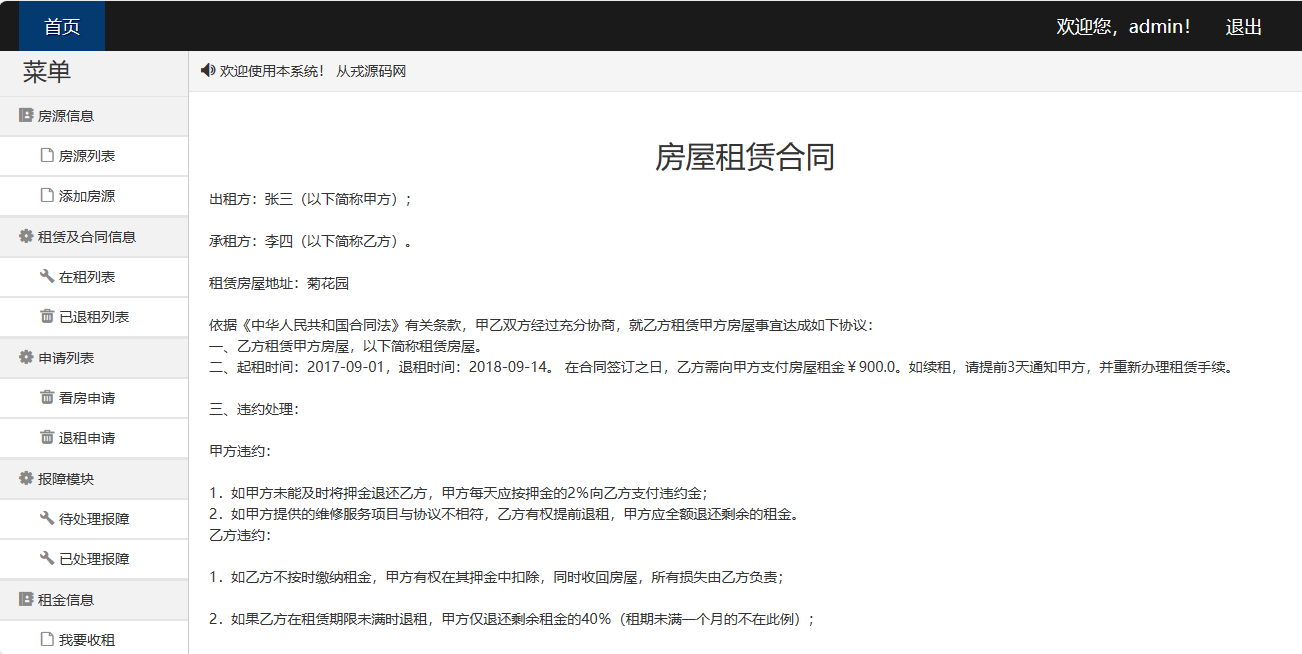 首页
欢迎您，admin!
退出
菜单
欢迎使用本系统！ 从戎源码网
房源信息
房源列表
添加房源
租赁及合同信息
在租列表
已退租列表
申请列表
看房申请
退租申请
报障模块
待处理报障
已处理报障
租金信息
我要收租
房屋租赁合同
出租方：张三（以下简称甲方）；
承租方：李四（以下简称乙方）。
租赁房屋地址：菊花园
依据《中华人民共和国合同法》有关条款，甲乙双方经过充分协商，就乙方租赁甲方房屋事宜达成如下协议：
一、乙方租赁甲方房屋，以下简称租赁房屋。
二、起租时间：2017-09-01，退租时间：2018-09-14。 在合同签订之日，乙方需向甲方支付房屋租金￥900.0。如续租，请提前3天通知甲方，并重新办理租赁手续。
三、违约处理：
甲方违约：
1．如甲方未能及时将押金退还乙方，甲方每天应按押金的2%向乙方支付违约金；
2．如甲方提供的维修服务项目与协议不相符，乙方有权提前退租，甲方应全额退还剩余的租金。
乙方违约：
1．如乙方不按时缴纳租金，甲方有权在其押金中扣除，同时收回房屋，所有损失由乙方负责；
2．如果乙方在租赁期限未满时退租，甲方仅退还剩余租金的40%（租期未满一个月的不在此例）；